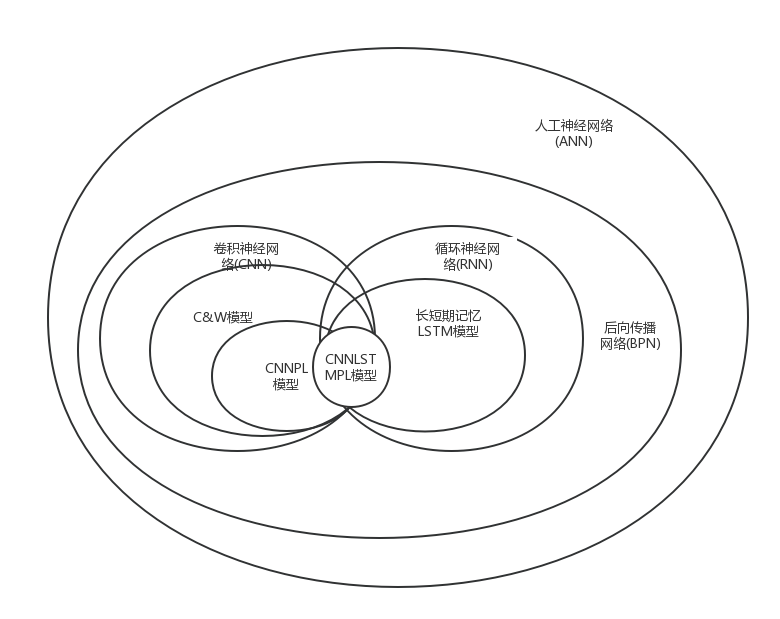 人工神经网络
(ANN)
卷积神经网
络(CNN)
循环神经网
络(RNN)
C&W模型
长短期记忆
LSTM模型
后向传播
网络(BPN)
CNNPL
模型
CNNLST
MPL模型